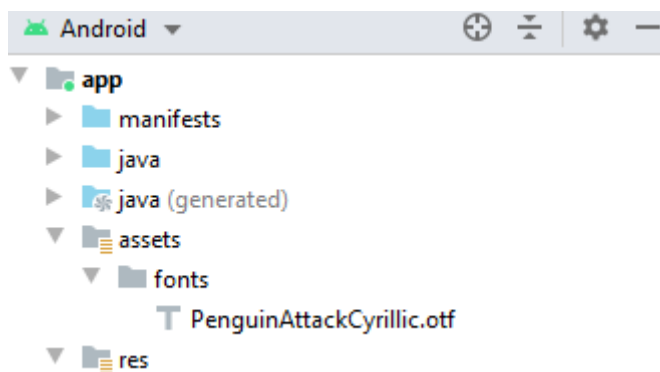 Android
app
manifests
java
java (generated)
assets
fonts
PenguinAttackCyrillic.otf
res